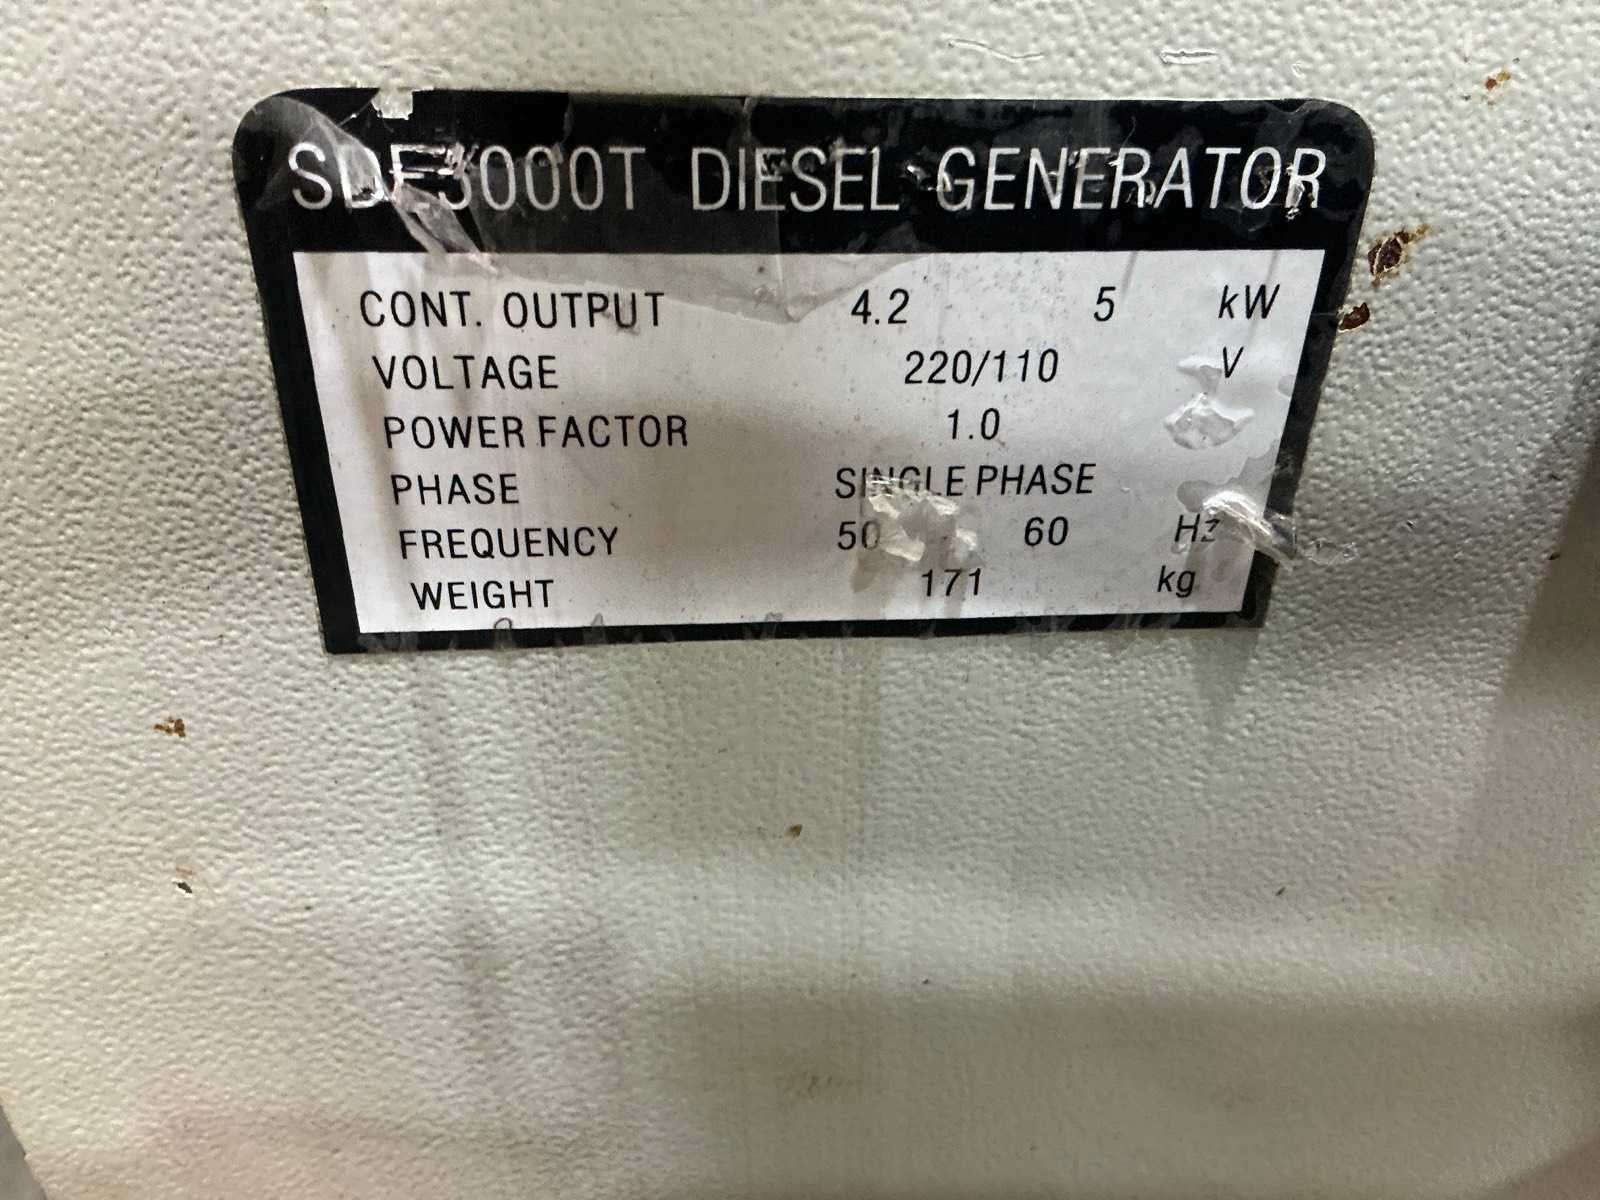 SDE5000T DIESEL GENERATOR
CONT. OUTPUT 4.2 5 kW
VOLTAGE 220/110 V
POWER FACTOR 1.0
PHASE SINGLE PHASE
FREQUENCY 50 60 Hz
WEIGHT 171 kg